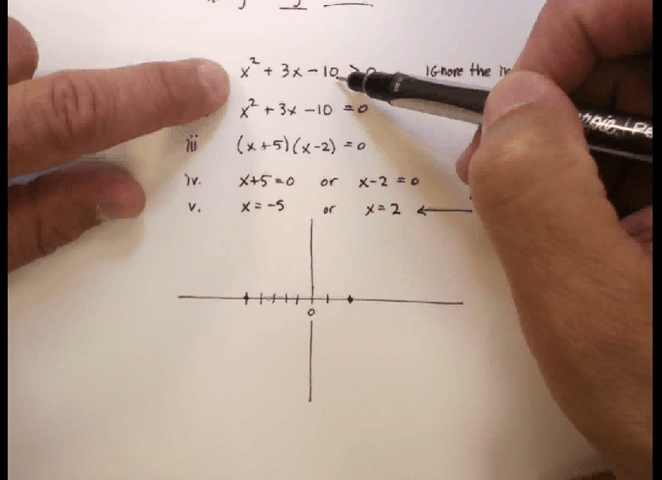 x² + 3x − 10 > 0 Ignore the
x² + 3x − 10 = 0
iii (x+5)(x−2) = 0
iv. x+5=0 or x−2 = 0
v. x = −5 or x = 2 ←
0